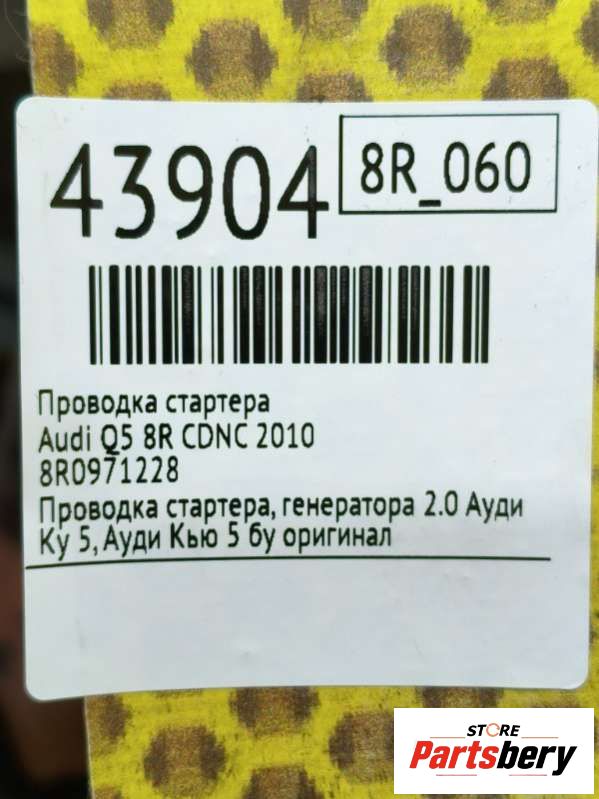 43904
8R_060
Проводка стартера
Audi Q5 8R CDNC 2010
8R0971228
Проводка стартера, генератора 2.0 Ауди
Ку 5, Ауди Кью 5 бу оригинал
STORE
Partsbery